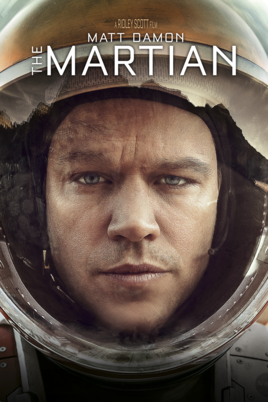 A RIDLEY SCOTT FILM
MATT DAMON
THE MARTIAN